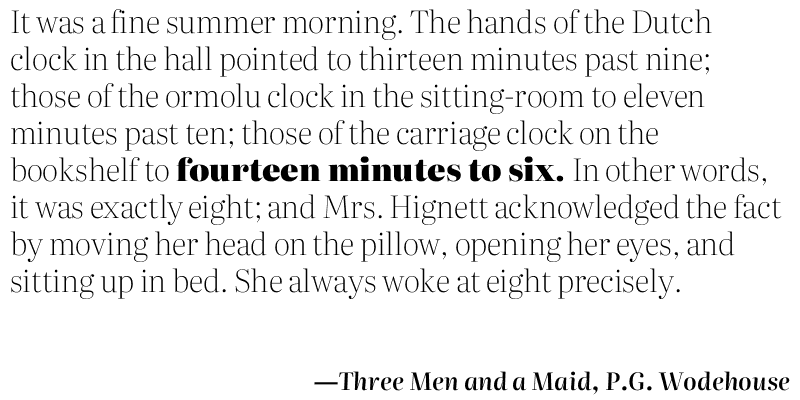 It was a fine summer morning. The hands of the Dutch
clock in the hall pointed to thirteen minutes past nine;
those of the ormolu clock in the sitting-room to eleven
minutes past ten; those of the carriage clock on the
bookshelf to fourteen minutes to six. In other words,
it was exactly eight; and Mrs. Hignett acknowledged the fact
by moving her head on the pillow, opening her eyes, and
sitting up in bed. She always woke at eight precisely.
—Three Men and a Maid, P.G. Wodehouse